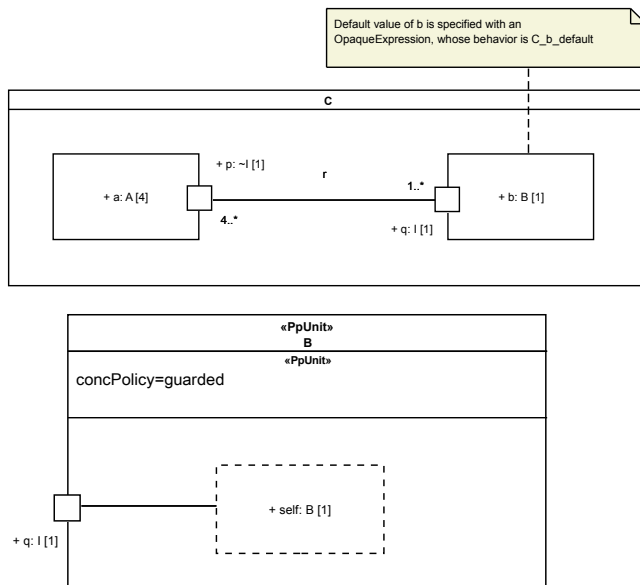 Default value of b is specified with an
OpaqueExpression, whose behavior is C_b_default
C
+ p: ~I [1]
r
1..*
+ a: A [4]
+ b: B [1]
4..*
+ q: I [1]
«PpUnit»
B
«PpUnit»
concPolicy=guarded
+ self: B [1]
+ q: I [1]